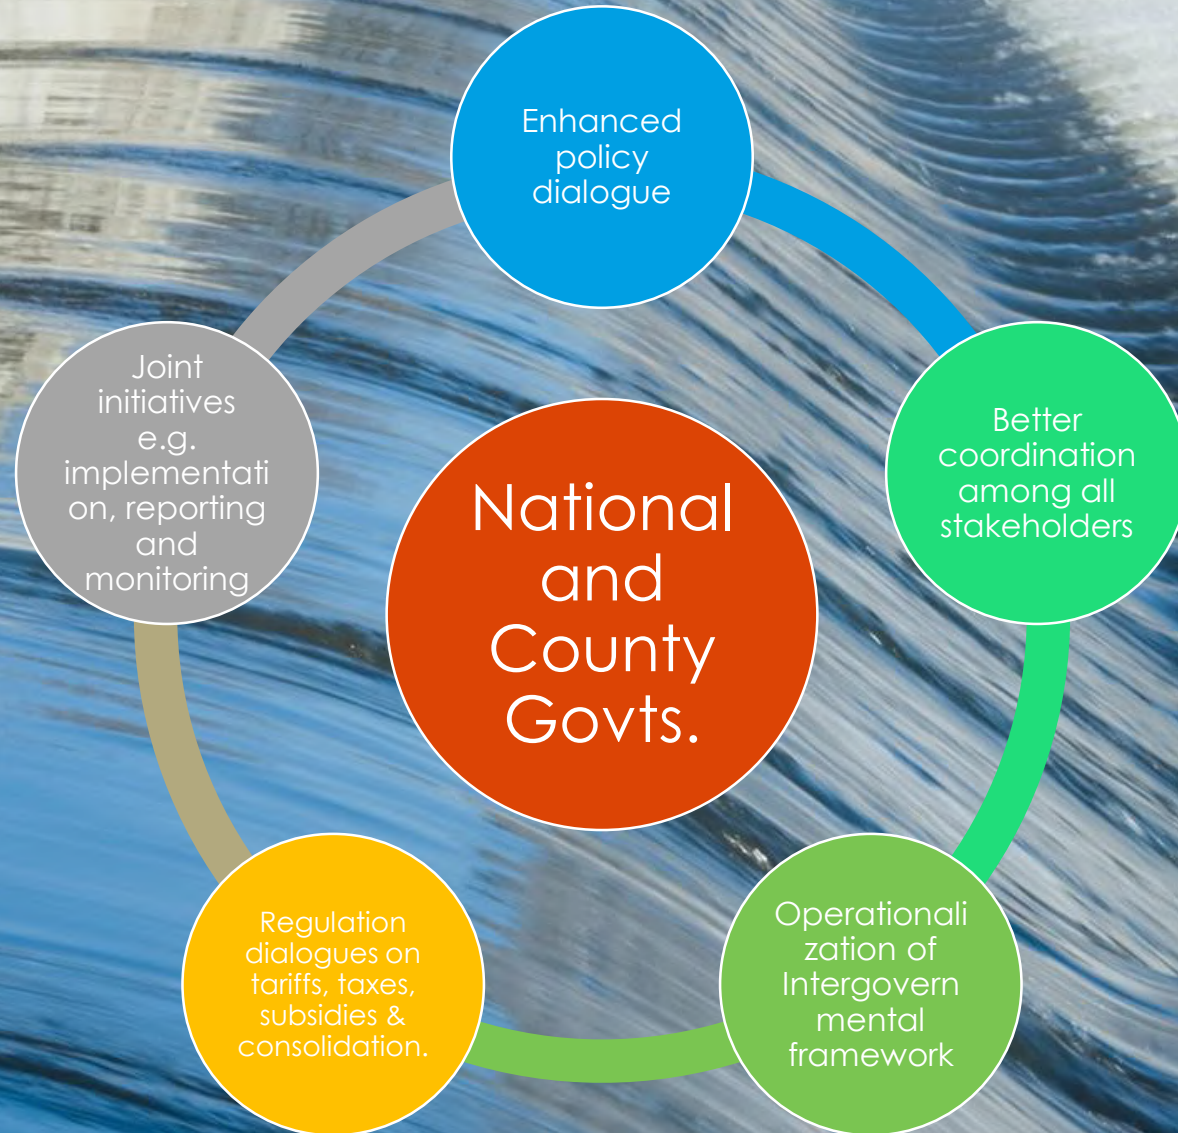 Enhanced
policy
dialogue
Better
coordination
among all
stakeholders
Operationali
zation of
Intergovern
mental
framework
Regulation
dialogues on
tariffs, taxes,
subsidies &
consolidation.
Joint
initiatives
e.g.
implementati
on, reporting
and
monitoring
National
and
County
Govts.